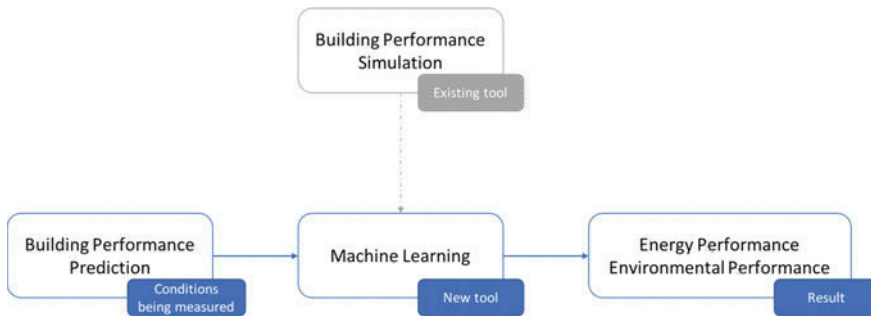 Building Performance
Simulation
Existing tool
Building Performance
Prediction
Conditions
being measured
Machine Learning
New tool
Energy Performance
Environmental Performance
Result